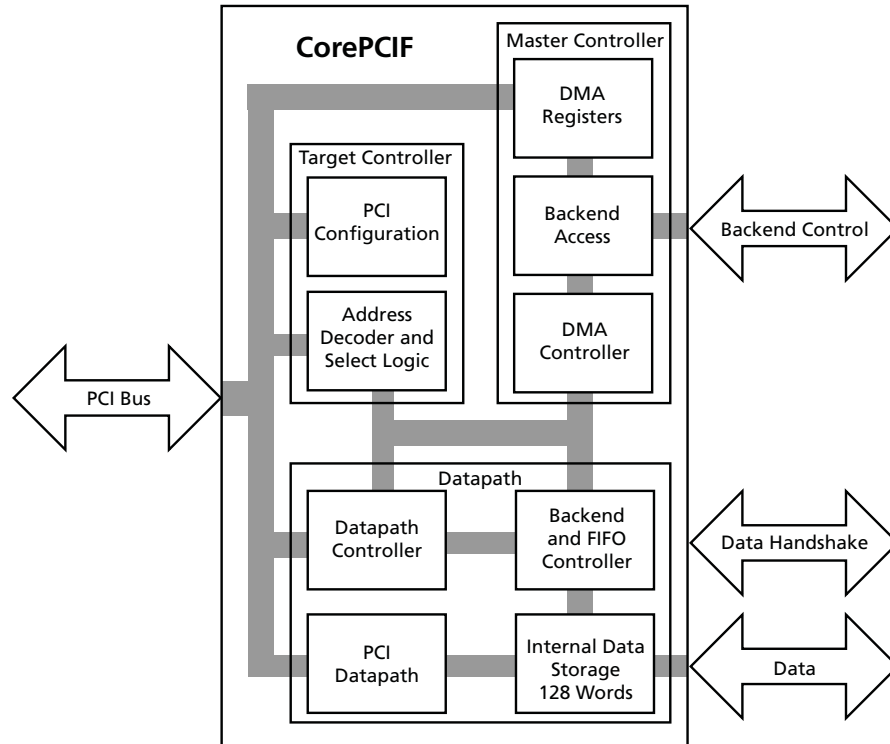 CorePCIF
Master Controller
DMA
Registers
Target Controller
PCI
Configuration
Backend
Access
Backend Control
Address
Decoder and
Select Logic
DMA
Controller
PCI Bus
Datapath
Datapath
Controller
Backend
and FIFO
Controller
Data Handshake
PCI
Datapath
Internal Data
Storage
128 Words
Data